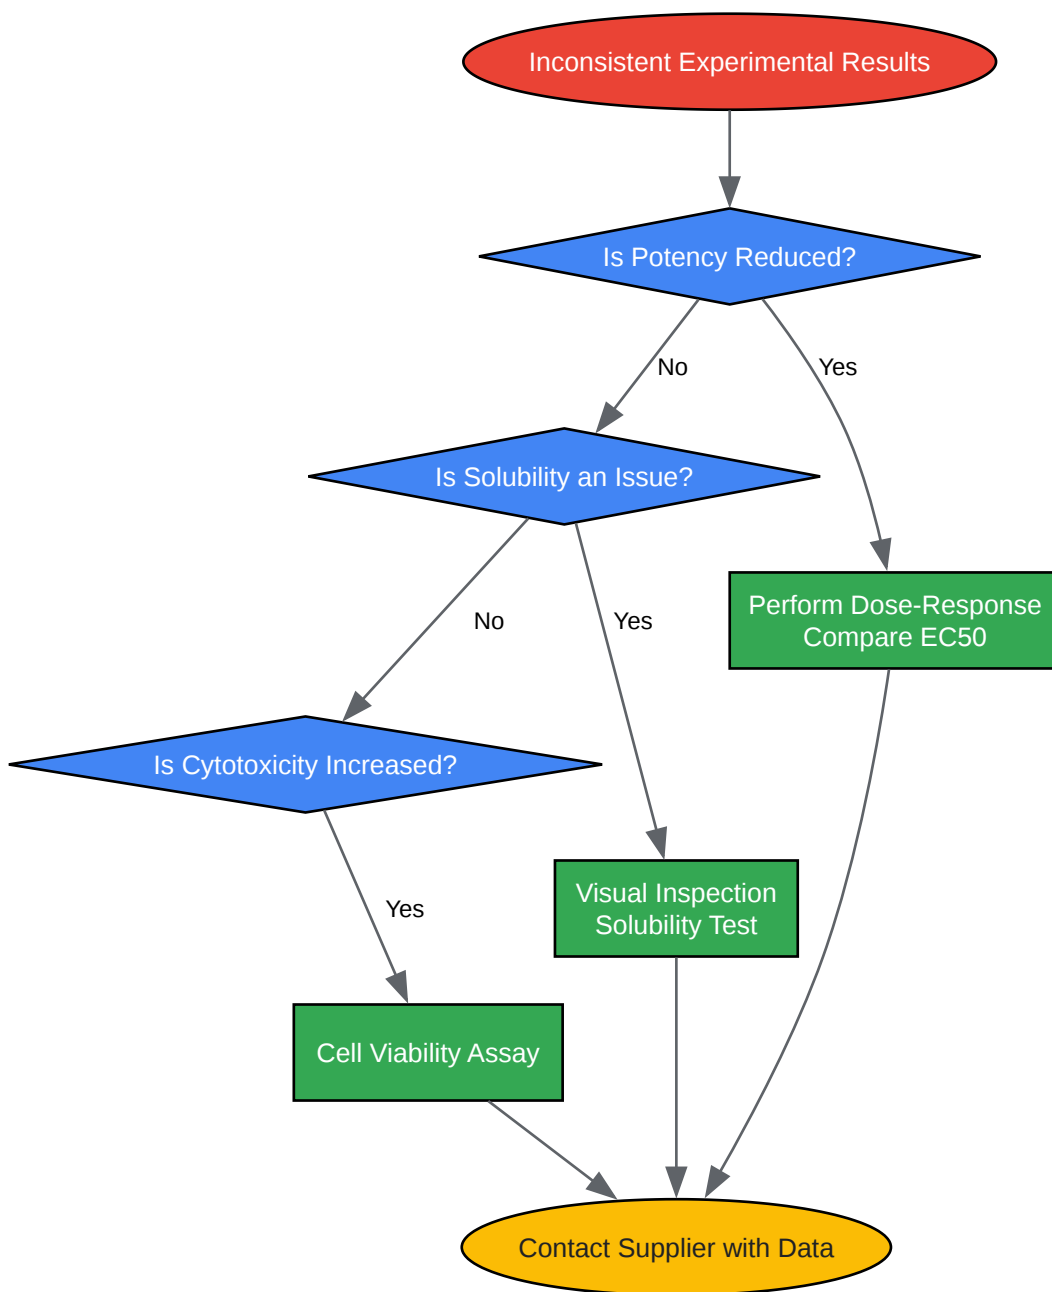 Inconsistent Experimental Results
Is Potency Reduced?
No
Yes
Is Solubility an Issue?
Perform Dose-Response
Compare EC50
No
Yes
Is Cytotoxicity Increased?
Visual Inspection
Solubility Test
Yes
Cell Viability Assay
Contact Supplier with Data